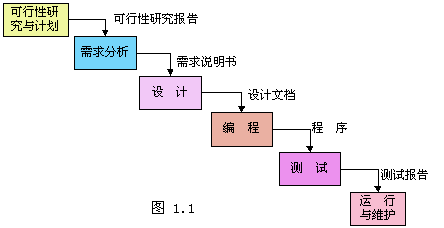 可行性研
究与计划
可行性研究报告
需求分析
需求说明书
设 计
设计文档
编 程
程 序
测 试
测试报告
运 行
与维护
图 1.1